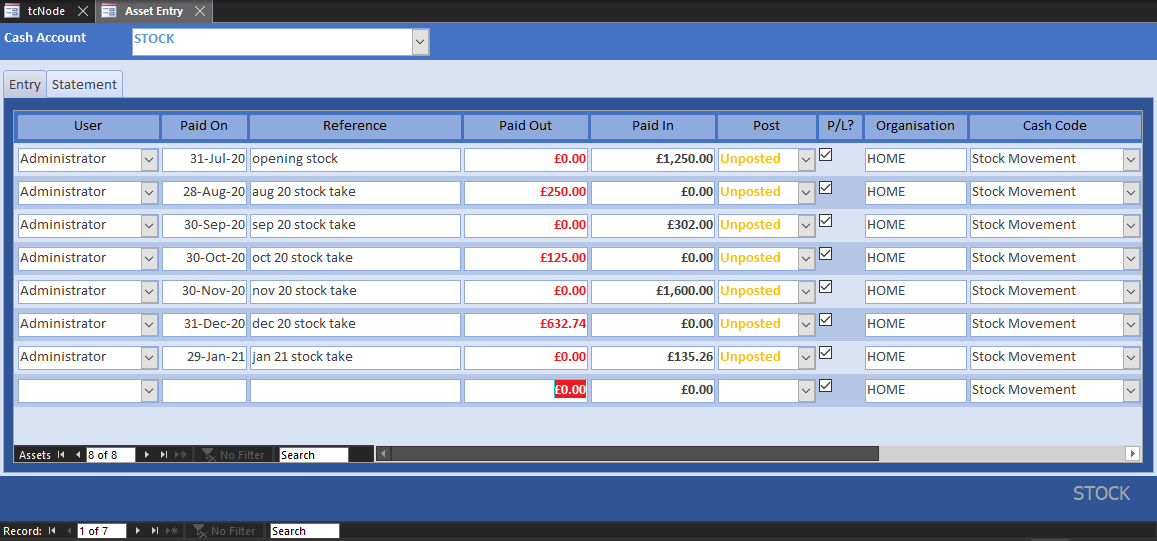 tcNode Asset Entry
Cash Account STOCK
Entry Statement
User Paid On Reference Paid Out Paid In Post P/L? Organisation Cash Code
Administrator 31-Jul-20 opening stock £0.00 £1,250.00 Unposted HOME Stock Movement
Administrator 28-Aug-20 aug 20 stock take £250.00 £0.00 Unposted HOME Stock Movement
Administrator 30-Sep-20 sep 20 stock take £0.00 £302.00 Unposted HOME Stock Movement
Administrator 30-Oct-20 oct 20 stock take £125.00 £0.00 Unposted HOME Stock Movement
Administrator 30-Nov-20 nov 20 stock take £0.00 £1,600.00 Unposted HOME Stock Movement
Administrator 31-Dec-20 dec 20 stock take £632.74 £0.00 Unposted HOME Stock Movement
Administrator 29-Jan-21 jan 21 stock take £0.00 £135.26 Unposted HOME Stock Movement
£0.00 £0.00 HOME Stock Movement
Assets 8 of 8 No Filter Search
STOCK
Record: 1 of 7 No Filter Search